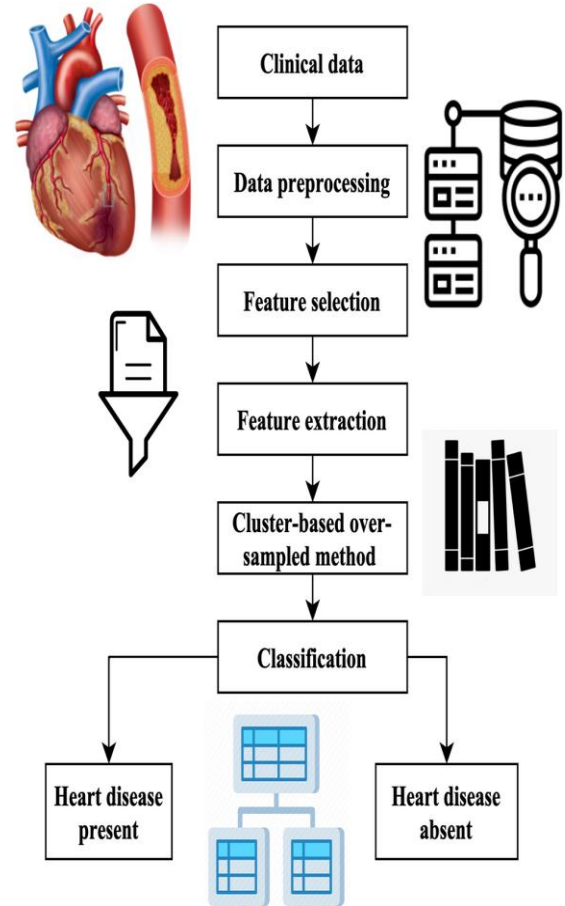 Clinical data
Data preprocessing
Feature selection
Feature extraction
Cluster-based over-
sampled method
Classification
Heart disease
present
Heart disease
absent